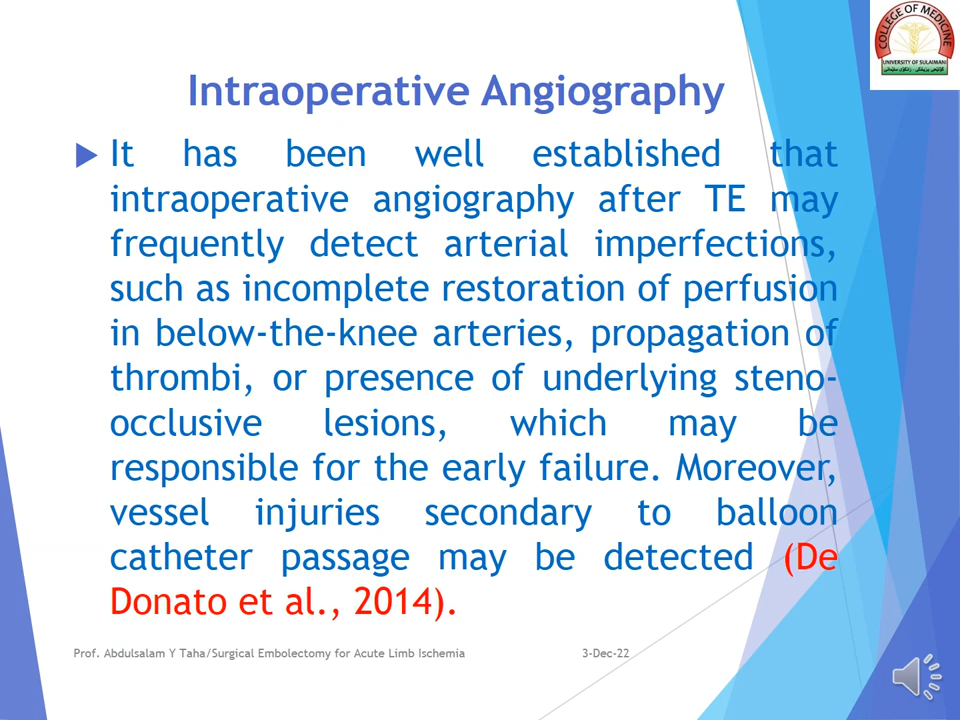 COLLEGE OF MEDICINE
UNIVERSITY OF SULAIMANI
Intraoperative Angiography
It has been well established that
intraoperative angiography after TE may
frequently detect arterial imperfections,
such as incomplete restoration of perfusion
in below-the-knee arteries, propagation of
thrombi, or presence of underlying steno-
occlusive lesions, which may be
responsible for the early failure. Moreover,
vessel injuries secondary to balloon
catheter passage may be detected (De
Donato et al., 2014).
Prof. Abdulsalam Y Taha/Surgical Embolectomy for Acute Limb Ischemia 3-Dec-22